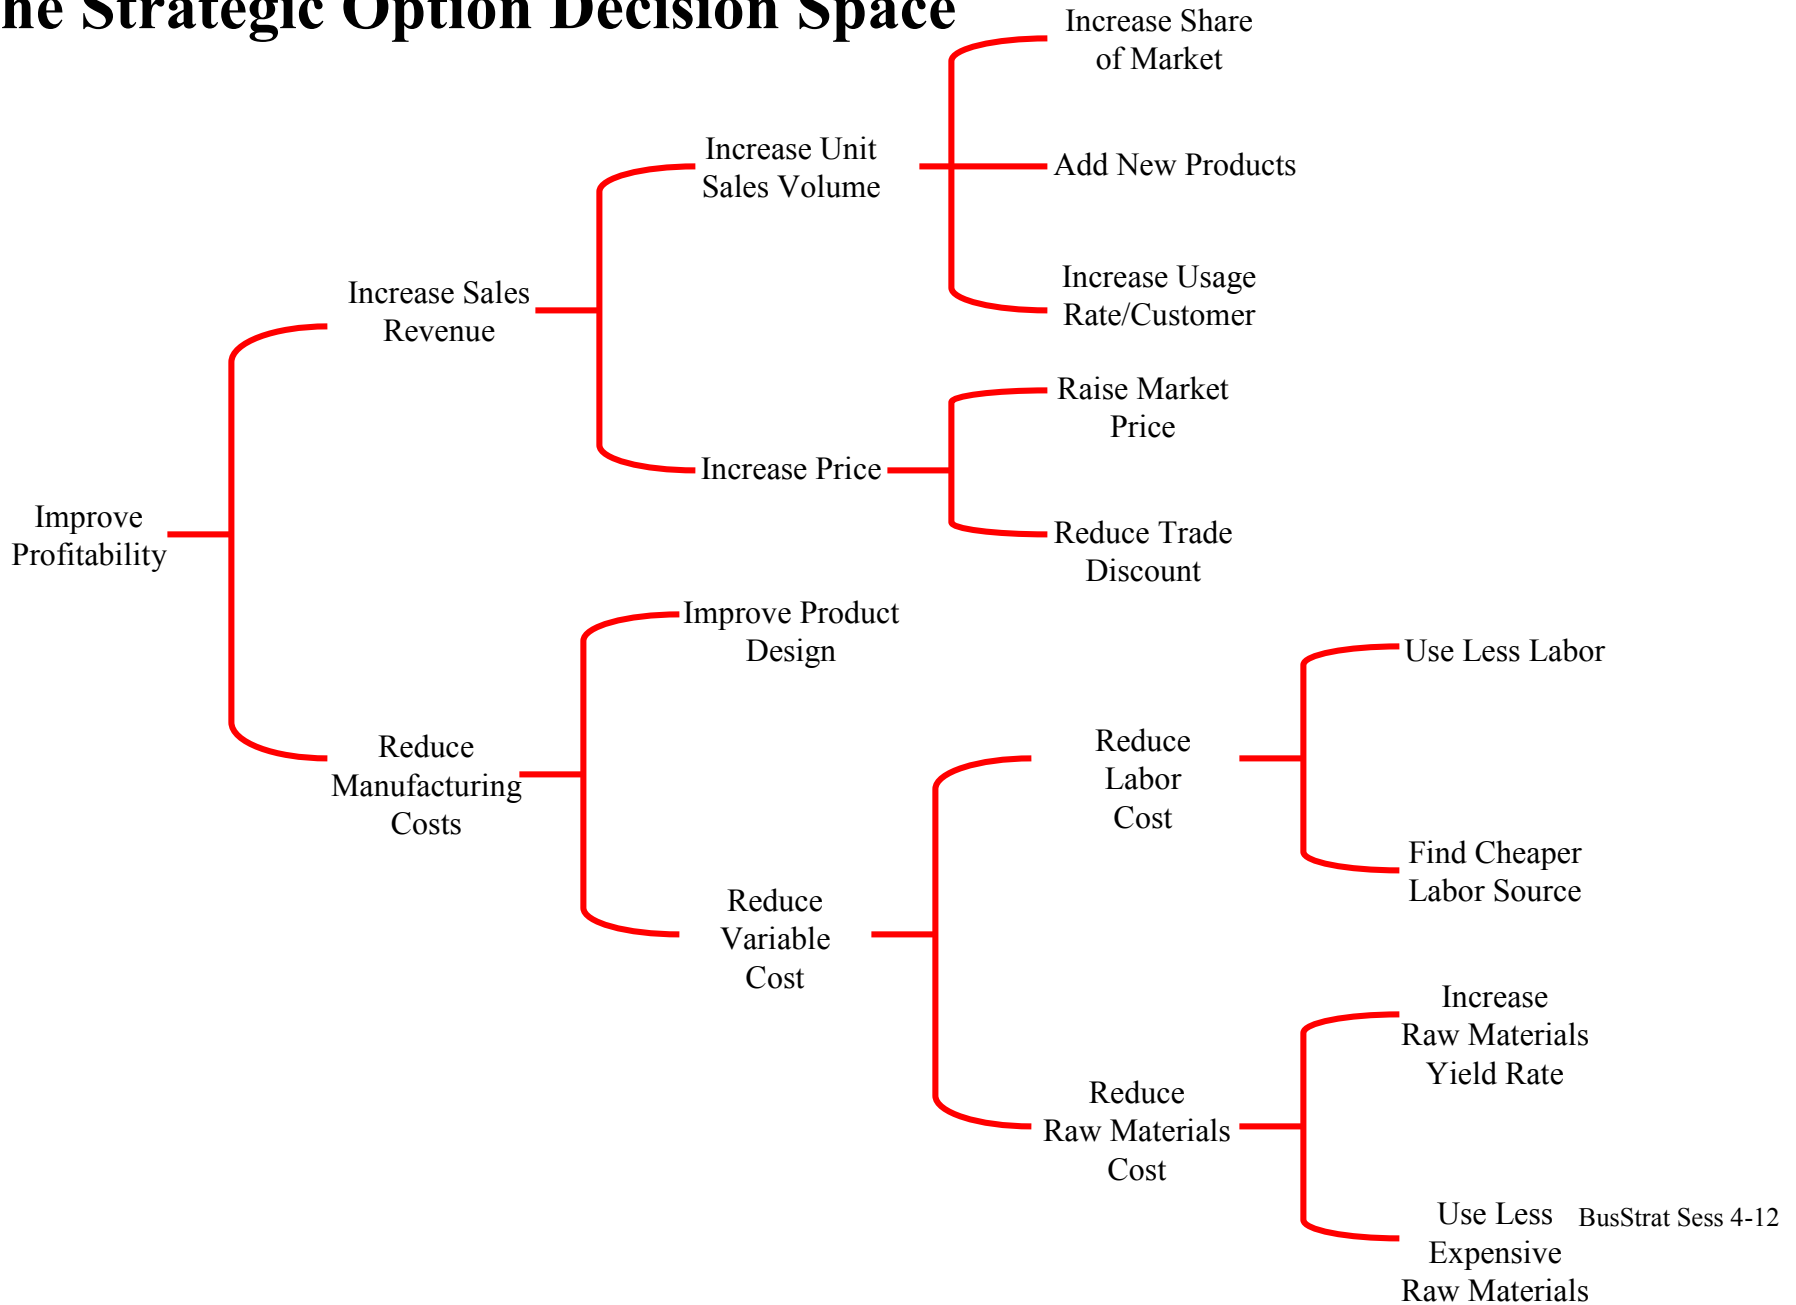 he Strategic Option Decision Space
Increase Share
of Market
Increase Unit
Sales Volume
Add New Products
Increase Sales
Revenue
Increase Usage
Rate/Customer
Raise Market
Price
Increase Price
Improve
Profitability
Reduce Trade
Discount
Improve Product
Design
Use Less Labor
Reduce
Manufacturing
Costs
Reduce
Labor
Cost
Find Cheaper
Labor Source
Reduce
Variable
Cost
Increase
Raw Materials
Yield Rate
Reduce
Raw Materials
Cost
Use Less
Expensive
Raw Materials
BusStrat Sess 4-12